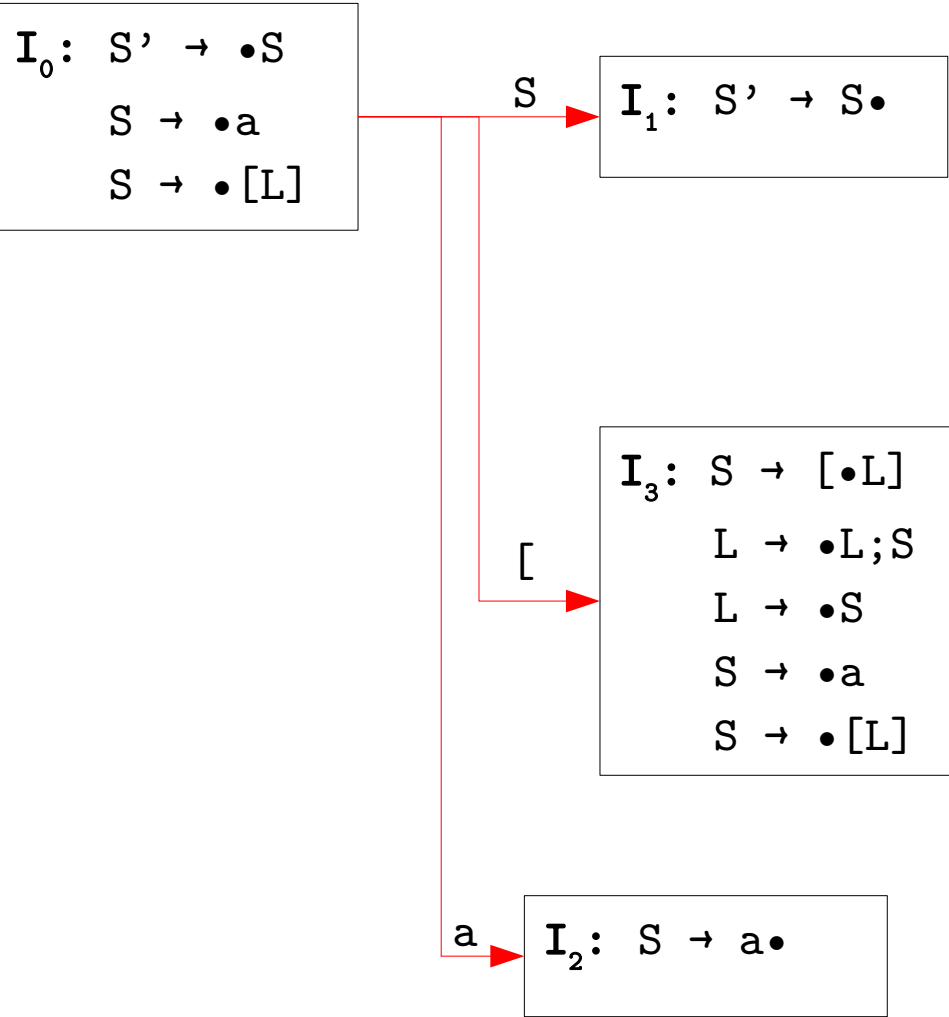 I₀: S’ → •S
S → •a
S → •[L]
S
I₁: S’ → S•
[
I₃: S → [•L]
L → •L;S
L → •S
S → •a
S → •[L]
a
I₂: S → a•